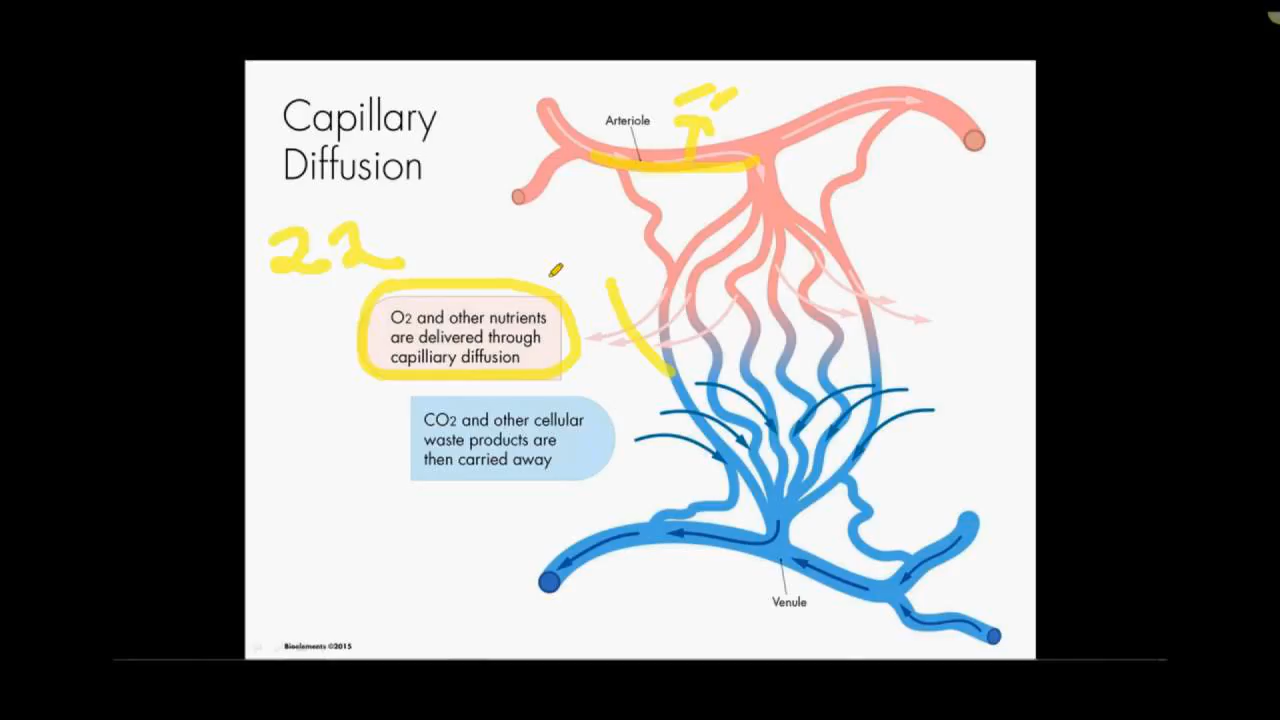 Capillary
Diffusion
Arteriole
22
O2 and other nutrients
are delivered through
capilliary diffusion
CO2 and other cellular
waste products are
then carried away
Venule
Bioelements ©2015